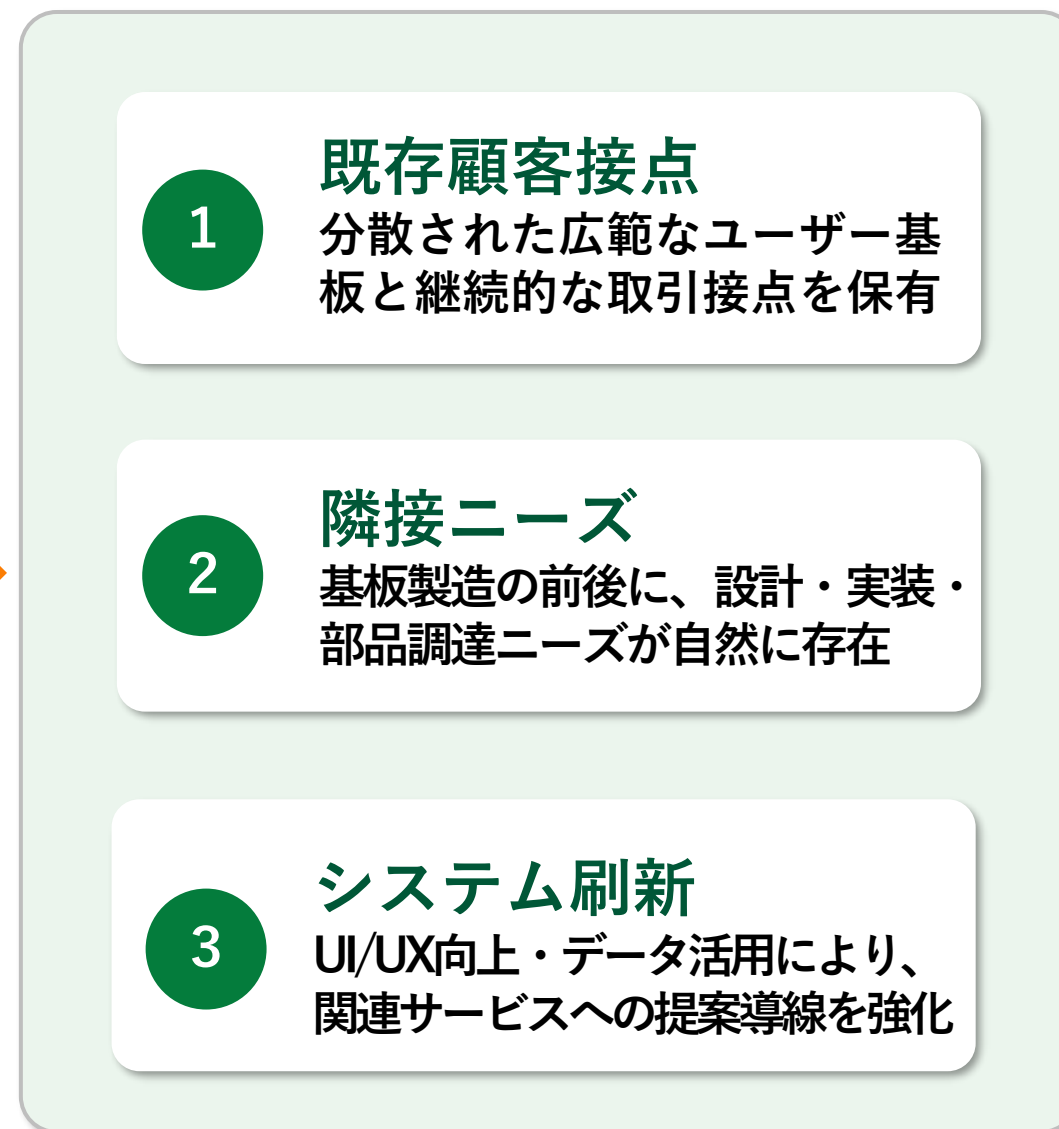 1
既存顧客接点
分散された広範なユーザー基
板と継続的な取引接点を保有
2
隣接ニーズ
基板製造の前後に、設計・実装・
部品調達ニーズが自然に存在
3
システム刷新
UI/UX向上・データ活用により、
関連サービスへの提案導線を強化